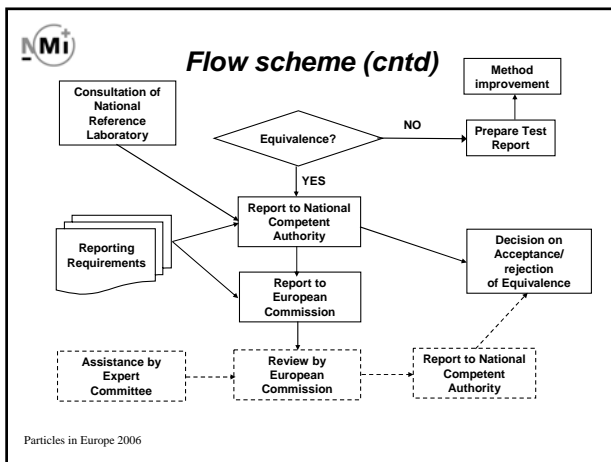 NMi
Flow scheme (cntd)
Consultation of
National
Reference
Laboratory
Equivalence?
NO
Method
improvement
Prepare Test
Report
YES
Report to National
Competent
Authority
Reporting
Requirements
Decision on
Acceptance/
rejection
of Equivalence
Report to
European
Commission
Assistance by
Expert
Committee
Review by
European
Commission
Report to National
Competent
Authority
Particles in Europe 2006